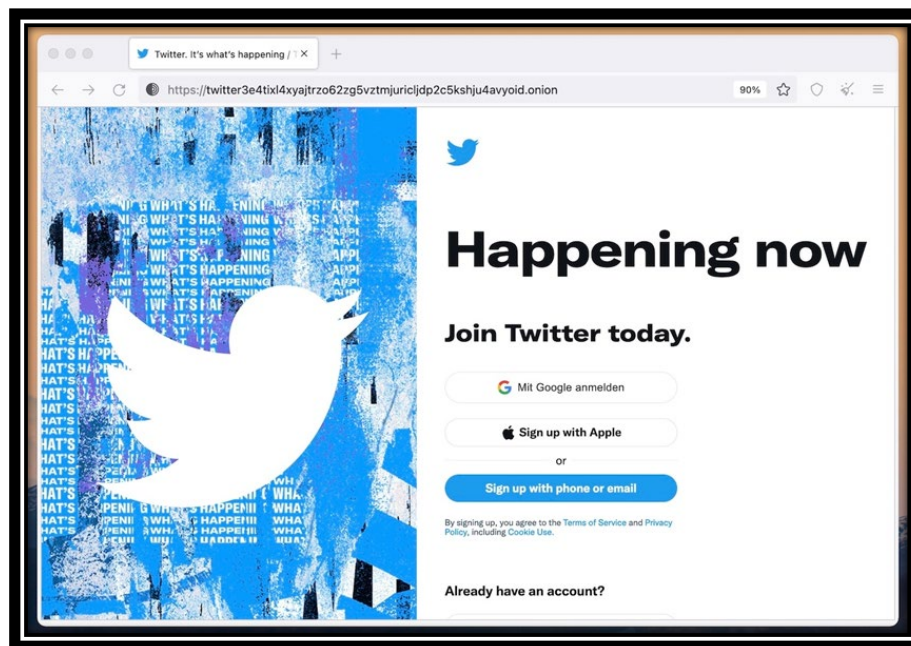 Twitter. It's what's happening /
https://twitter3e4tixl4xyajtrzo62zg5vztmjuricljdp2c5kshju4avyoid.onion
90%
WHAT'S HAPPENING
Happening now
Join Twitter today.
Mit Google anmelden
Sign up with Apple
or
Sign up with phone or email
By signing up, you agree to the Terms of Service and Privacy
Policy, including Cookie Use.
Already have an account?